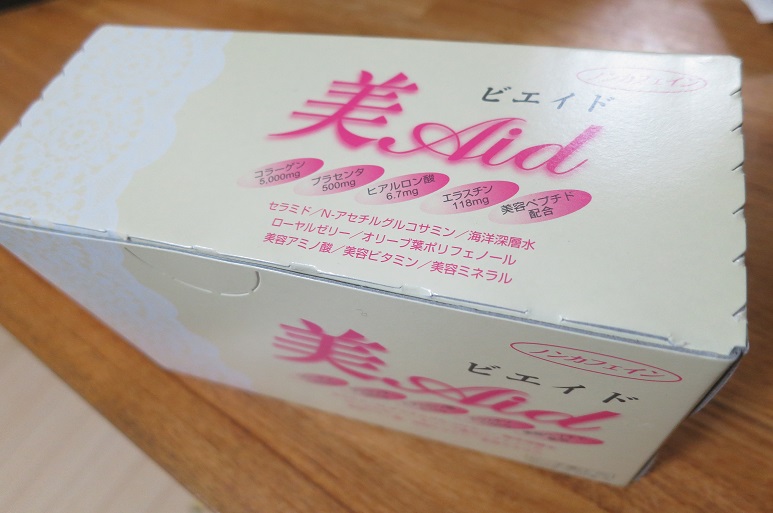 ノンカフェイン
ビエイド
美Aid
コラーゲン
5,000mg
プラセンタ
500mg
ヒアルロン酸
6.7mg
エラスチン
118mg
美容ペプチド
配合
セラミド／N-アセチルグルコサミン／海洋深層水
ローヤルゼリー／オリーブ葉ポリフェノール
美容アミノ酸／美容ビタミン／美容ミネラル
ノンカフェイン
ビエイド
美Aid